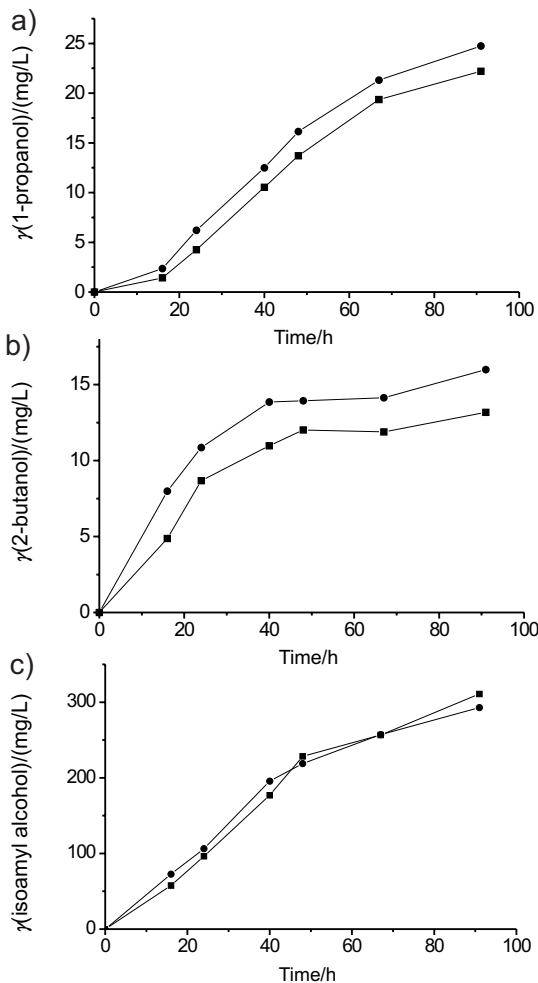 a)
γ(1-propanol)/(mg/L)
25
20
15
10
5
0
0 20 40 60 80 100
Time/h
b)
γ(2-butanol)/(mg/L)
15
10
5
0
0 20 40 60 80 100
Time/h
c)
γ(isoamyl alcohol)/(mg/L)
300
200
100
0
0 20 40 60 80 100
Time/h